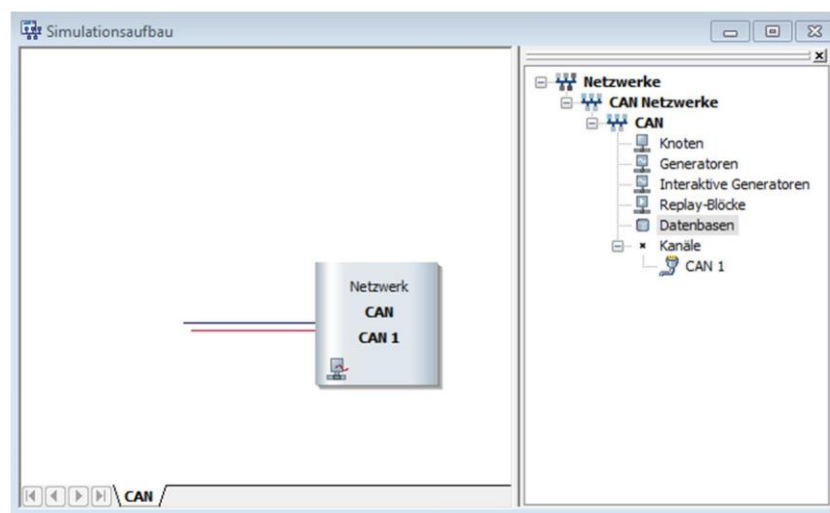 Simulationsaufbau
Netzwerk
CAN
CAN 1
CAN
Netzwerke
CAN Netzwerke
CAN
Knoten
Generatoren
Interaktive Generatoren
Replay-Blöcke
Datenbasen
Kanäle
CAN 1